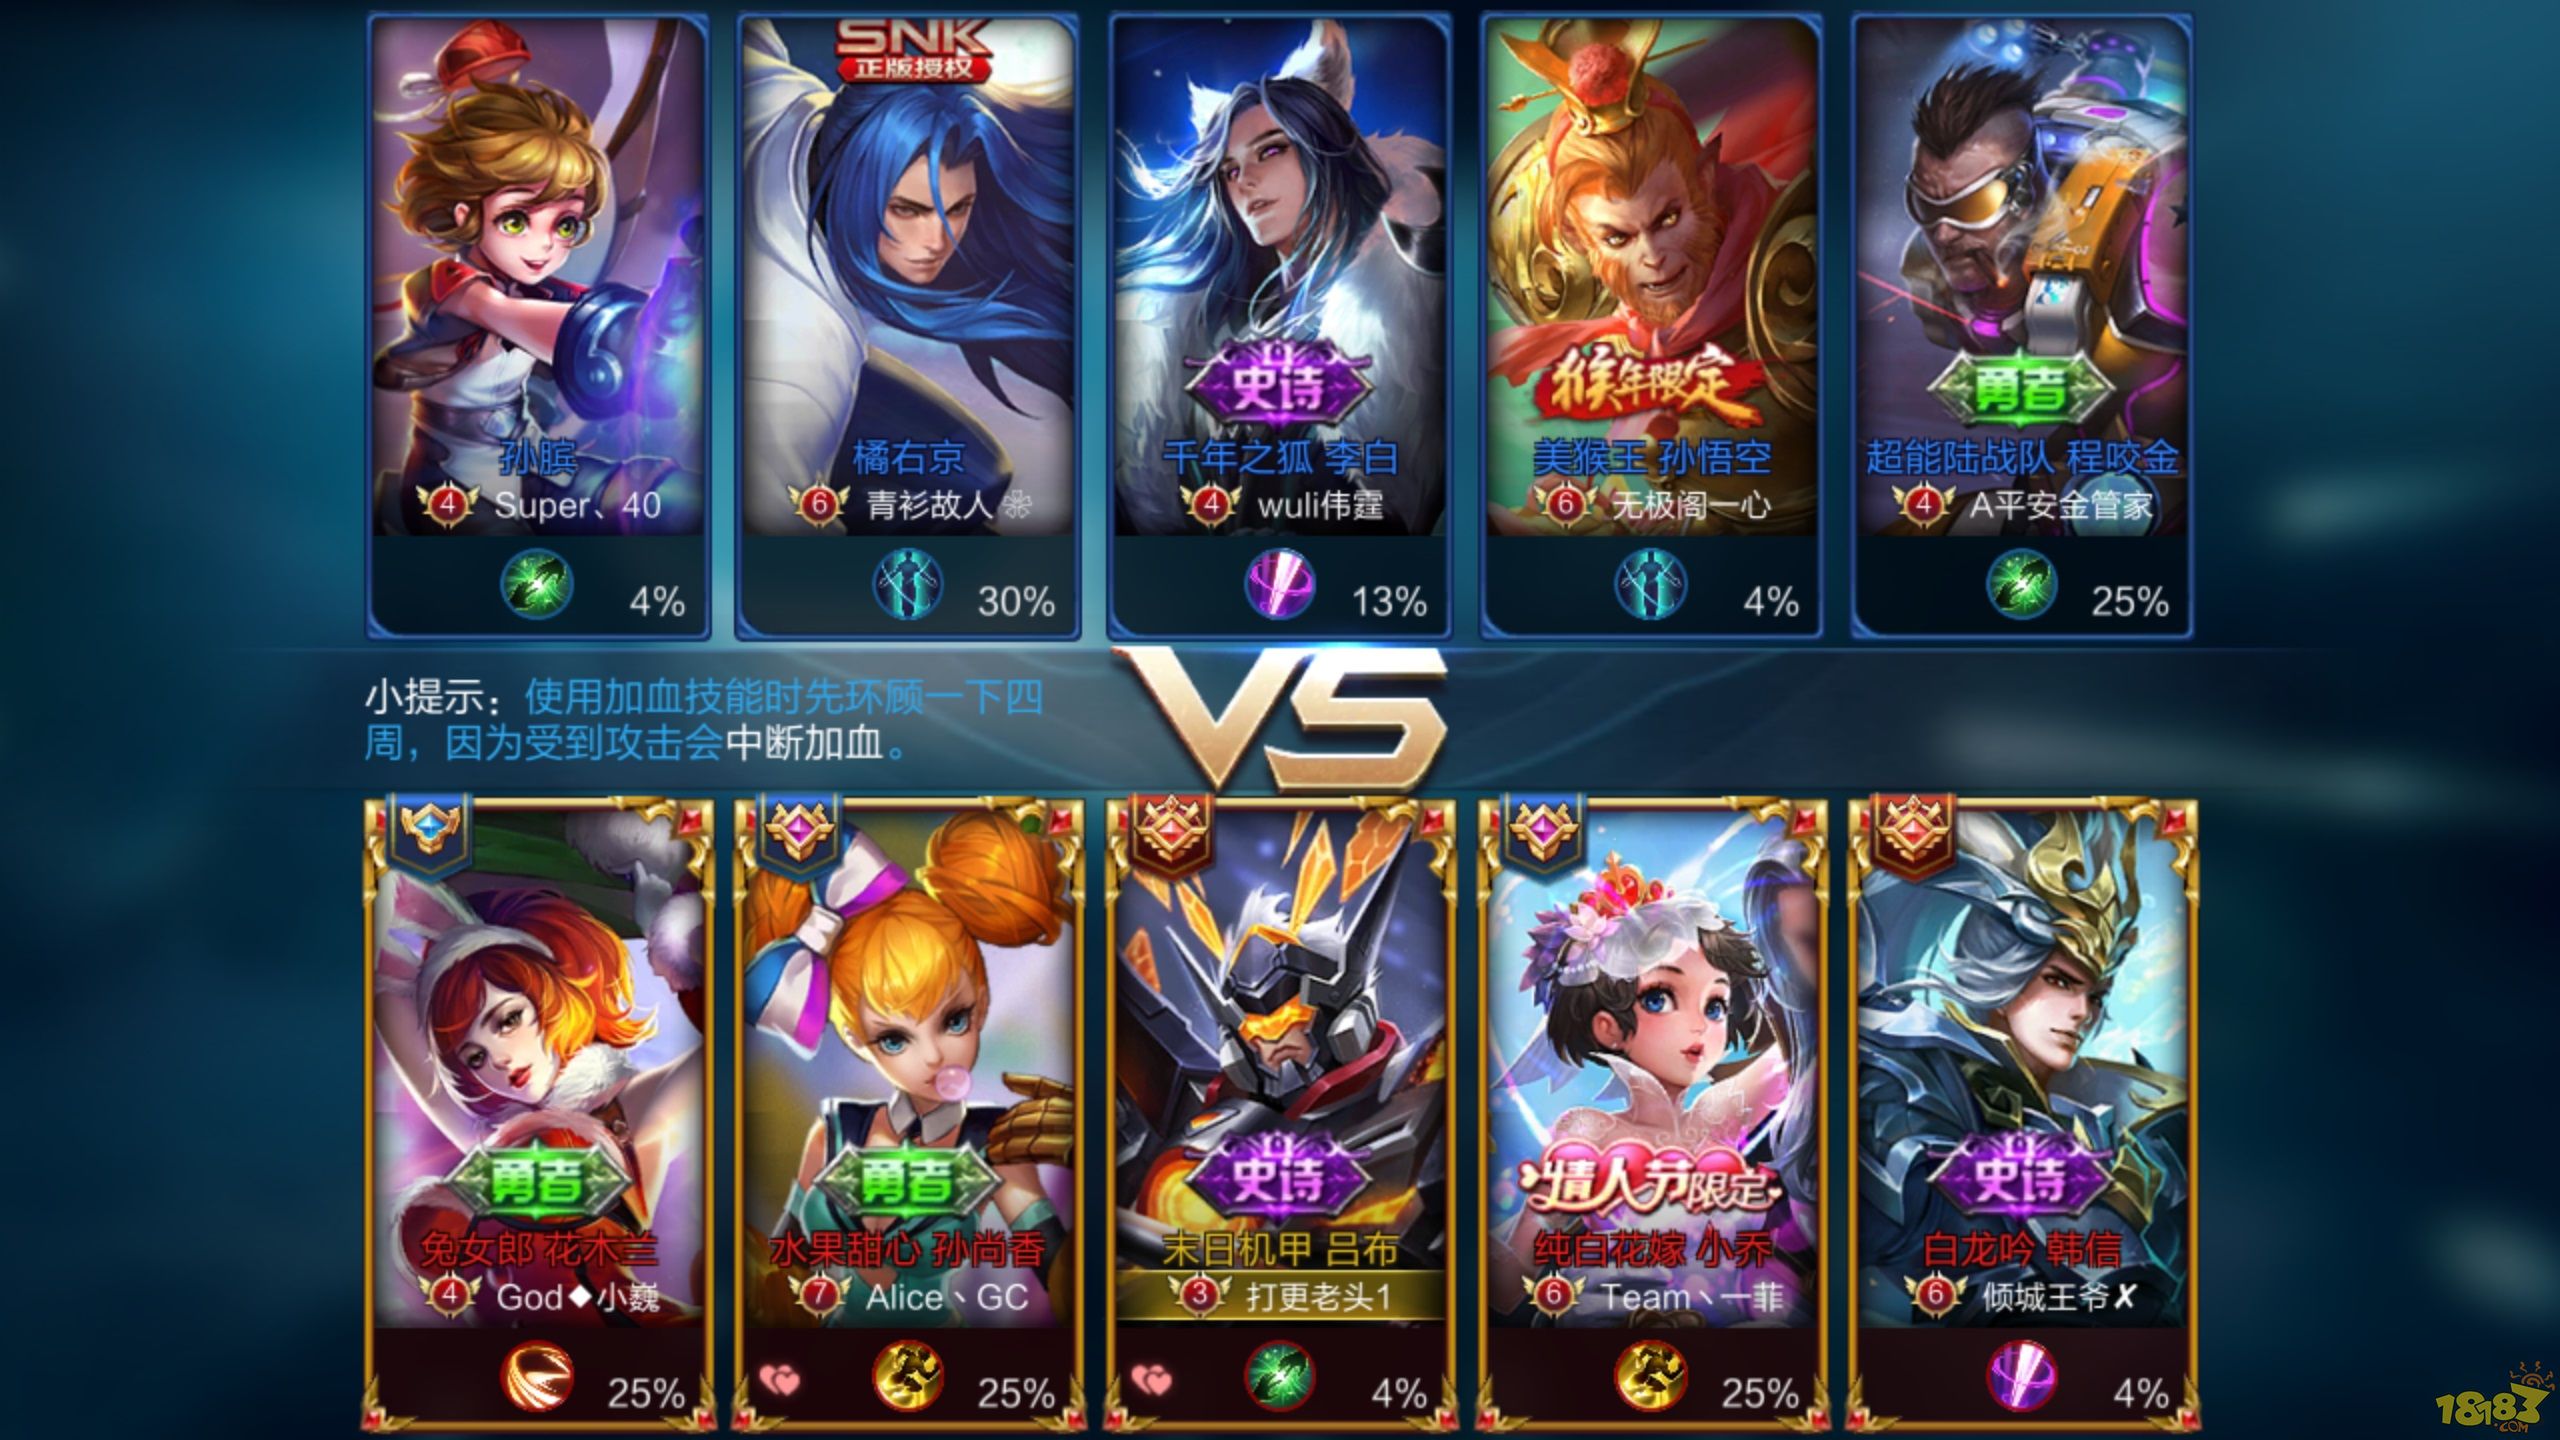 SNK
正版授权
史诗
猴年限定
勇者
孙膑
橘右京
千年之狐 李白
美猴王 孙悟空
超能陆战队 程咬金
4 Super、40
6 青衫故人❊
4 wuli伟霆
6 无极阁一心
4 A平安金管家
4%
30%
13%
4%
25%
小提示：使用加血技能时先环顾一下四
周，因为受到攻击会中断加血。
VS
勇者
勇者
史诗
情人节限定
史诗
兔女郎 花木兰
水果甜心 孙尚香
末日机甲 吕布
纯白花嫁 小乔
白龙吟 韩信
4 God◆小巍
7 Alice丶GC
3 打更老头1
6 Team丶一菲
6 倾城王爷✘
25%
25%
4%
25%
4%
18183
.COM